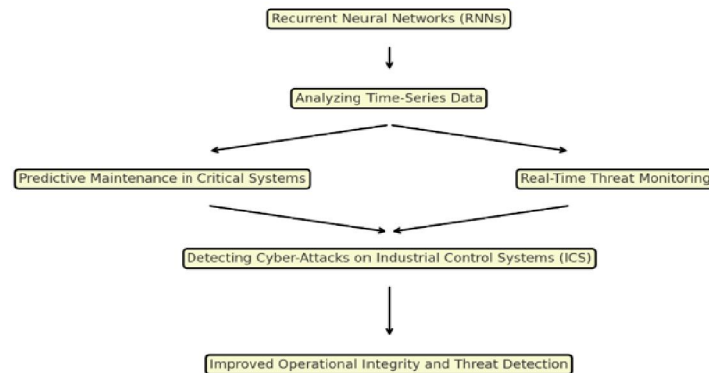 Recurrent Neural Networks (RNNs)
Analyzing Time-Series Data
Predictive Maintenance in Critical Systems
Real-Time Threat Monitoring
Detecting Cyber-Attacks on Industrial Control Systems (ICS)
Improved Operational Integrity and Threat Detection